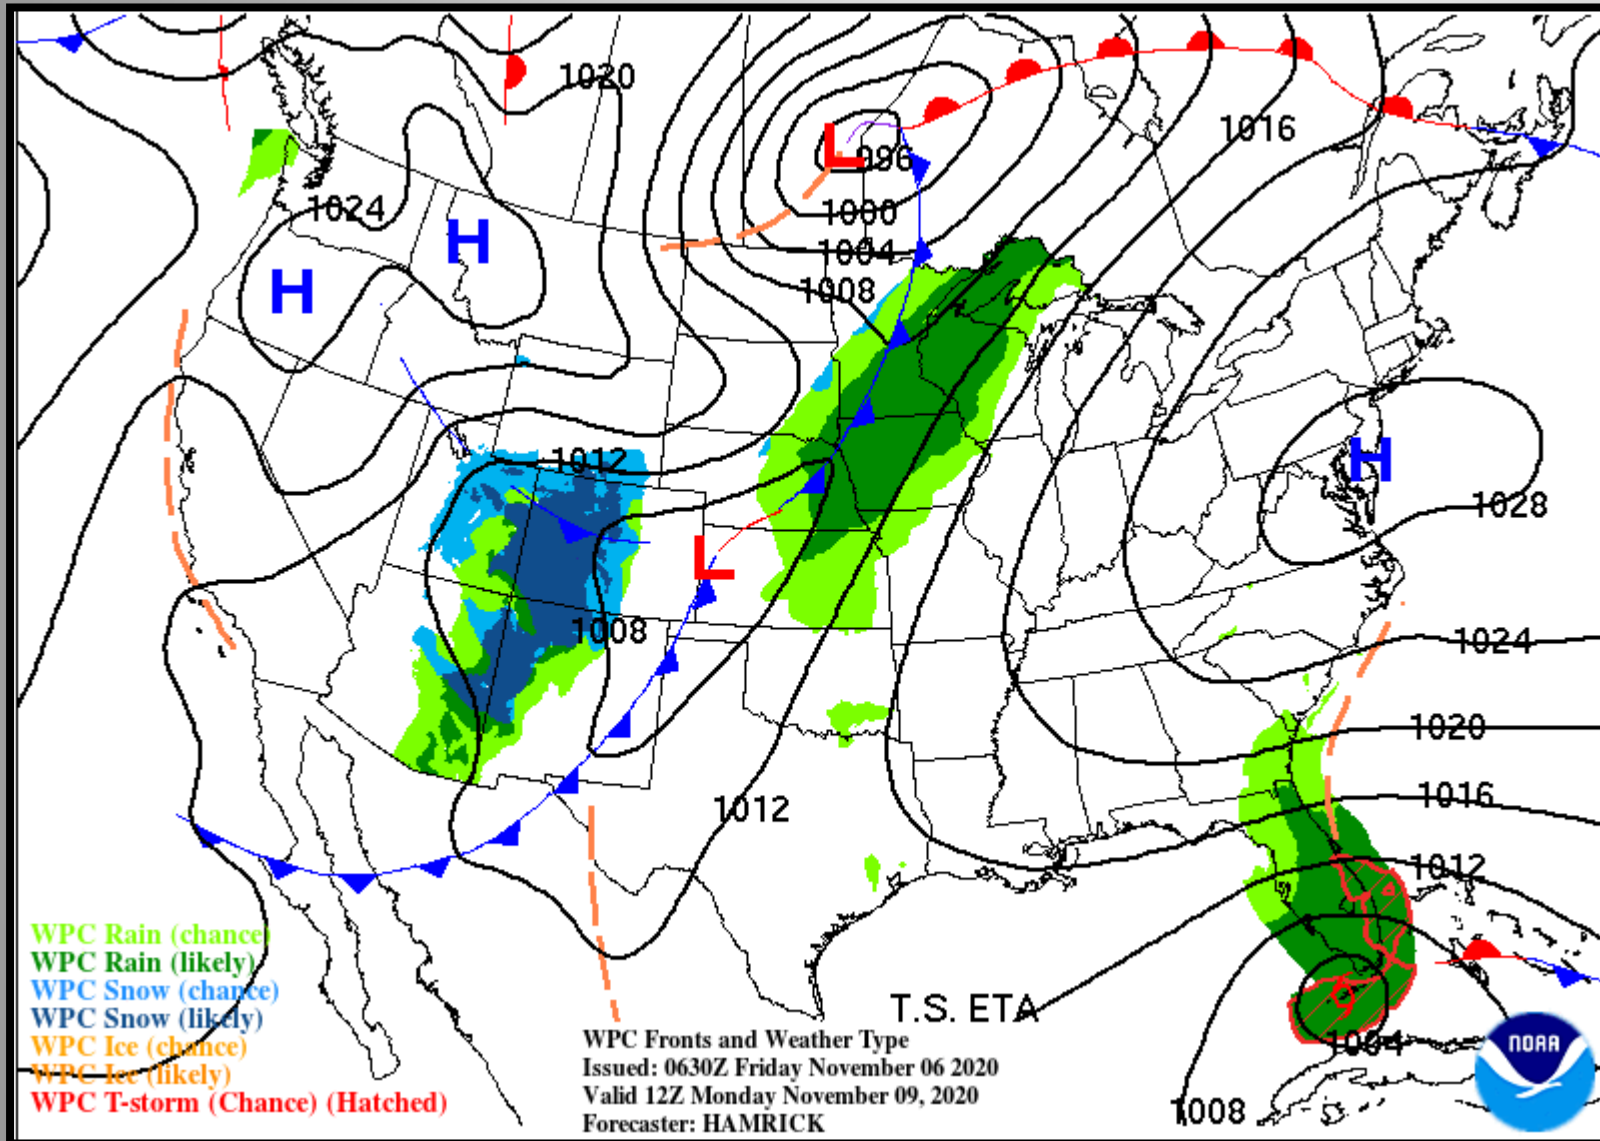 1020
996
1016
1024
H
L
1000
H
1004
1008
1012
H
1028
L
1008
1024
1020
1012
1016
1012
WPC Rain (chance)
WPC Rain (likely)
WPC Snow (chance)
WPC Snow (likely)
WPC Ice (chance)
WPC Ice (likely)
WPC T-storm (Chance) (Hatched)
T.S. ETA
WPC Fronts and Weather Type
Issued: 0630Z Friday November 06 2020
Valid 12Z Monday November 09, 2020
Forecaster: HAMRICK
1004
1008
NOAA